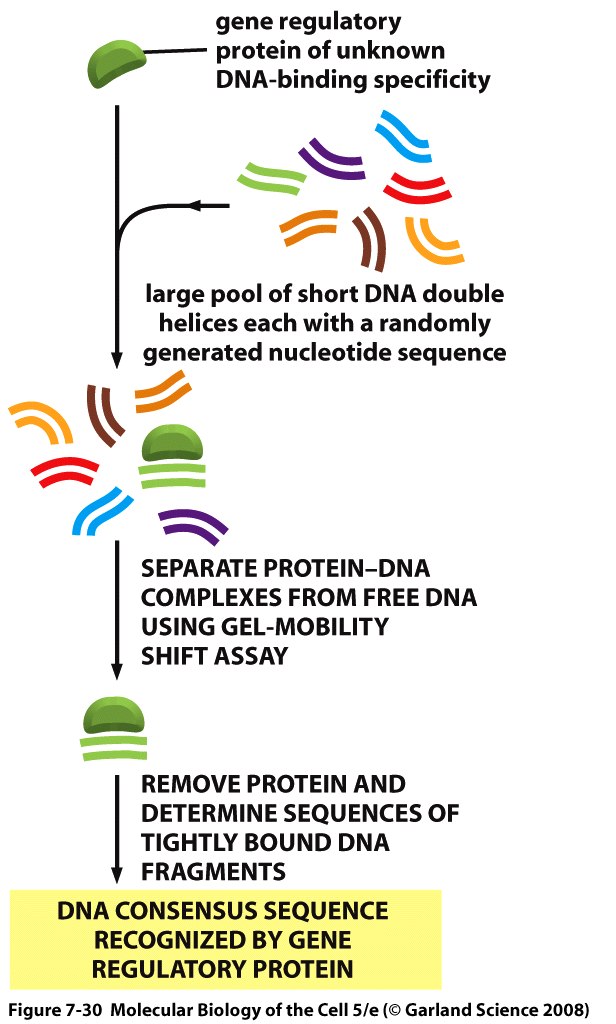 gene regulatory
protein of unknown
DNA-binding specificity
large pool of short DNA double
helices each with a randomly
generated nucleotide sequence
SEPARATE PROTEIN–DNA
COMPLEXES FROM FREE DNA
USING GEL-MOBILITY
SHIFT ASSAY
REMOVE PROTEIN AND
DETERMINE SEQUENCES OF
TIGHTLY BOUND DNA
FRAGMENTS
DNA CONSENSUS SEQUENCE
RECOGNIZED BY GENE
REGULATORY PROTEIN
Figure 7-30 Molecular Biology of the Cell 5/e (© Garland Science 2008)